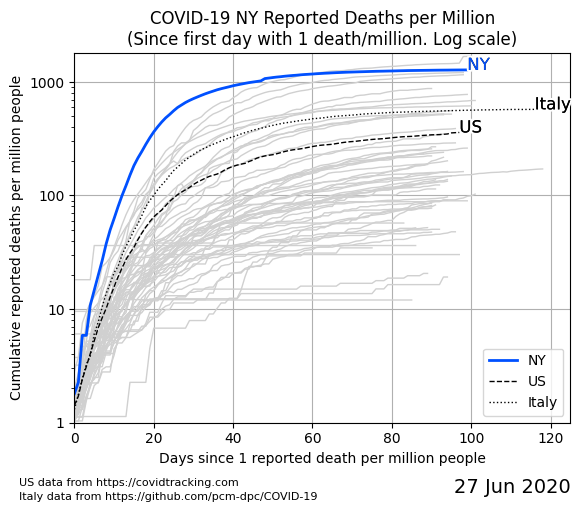 COVID-19 NY Reported Deaths per Million
(Since first day with 1 death/million. Log scale)
Cumulative reported deaths per million people
1000
100
10
1
NY
Italy
US
NY
US
Italy
0 20 40 60 80 100 120
Days since 1 reported death per million people
US data from https://covidtracking.com
Italy data from https://github.com/pcm-dpc/COVID-19
27 Jun 2020